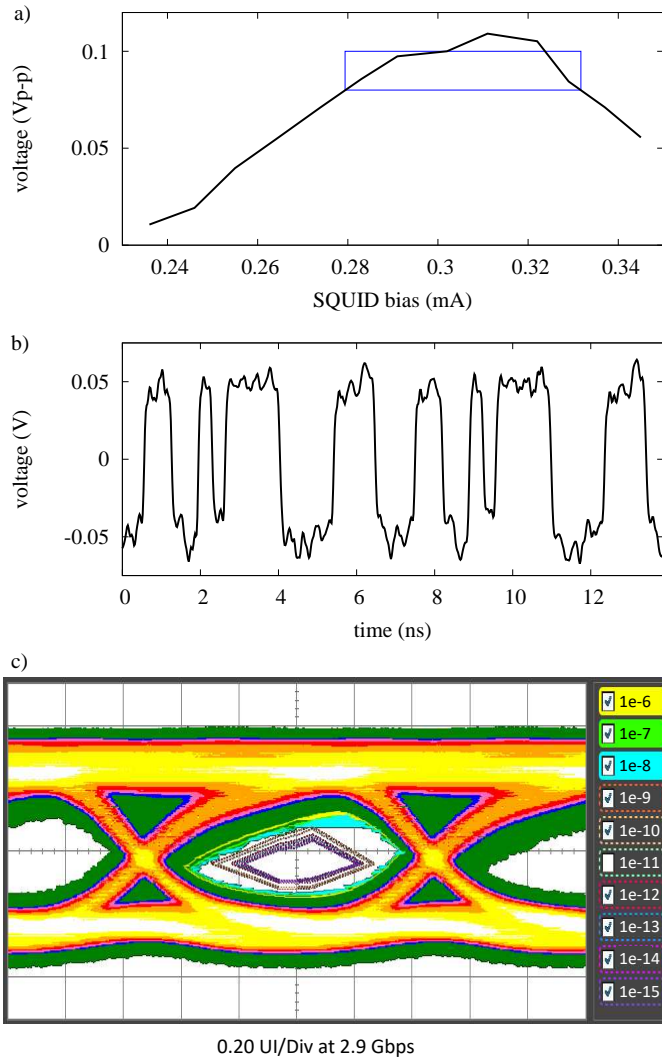 a)
0.1
0.05
0
voltage (Vp-p)
0.24 0.26 0.28 0.3 0.32 0.34
SQUID bias (mA)
b)
0.05
0
-0.05
voltage (V)
0 2 4 6 8 10 12
time (ns)
c)
1e-6
1e-7
1e-8
1e-9
1e-10
1e-11
1e-12
1e-13
1e-14
1e-15
0.20 UI/Div at 2.9 Gbps